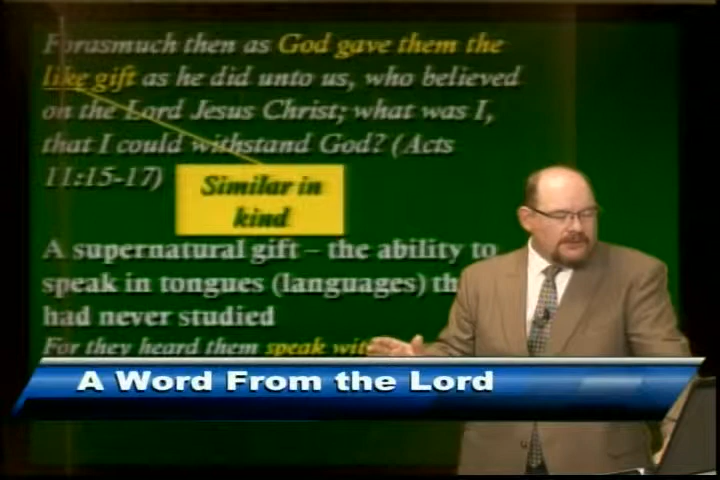 Forasmuch then as God gave them the
like gift as he did unto us, who believed
on the Lord Jesus Christ; what was I,
that I could withstand God? (Acts
11:15-17)
Similar in
kind
A supernatural gift – the ability to
speak in tongues (languages)
had never studied
For they heard them speak
A Word From the Lord